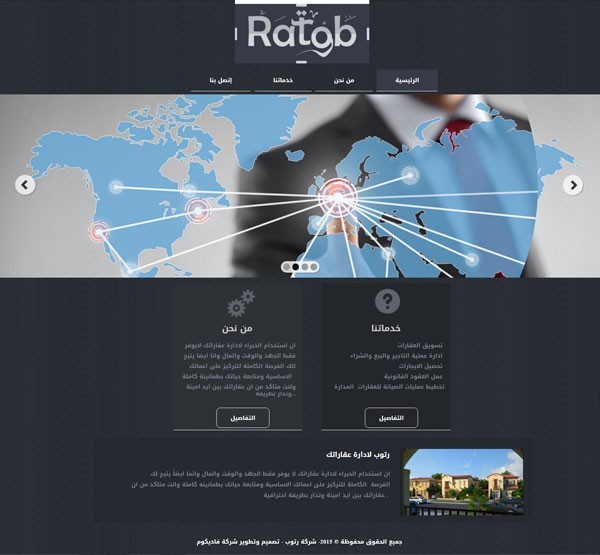 Ratob
الرئيسية من نحن خدماتنا إتصل بنا
خدماتنا
تسويق العقارات
ادارة عملية التاجير والبيع والشراء
تحصيل الايجارات
عمل العقود القانونية
تخطيط عمليات الصيانة للعقارات المدارة
التفاصيل
من نحن
ان استخدام الخبراء لادارة عقاراتك لايوفر
فقط الجهد والوقت والمال وانا ايضا يتيح
لك الفرصة الكاملة للتركيز على اعمالك
الاساسية ومتابعة حياتك بطمانينة كاملة
وانت متاكد من ان عقاراتك بين ايد امينة
وتدار بطريقة ..
التفاصيل
رتوب لادارة عقاراتك
ان استخدام الخبراء لادارة عقاراتك لا يوفر فقط الجهد والوقت والمال وانما ايضاً يتيح لك
الفرصة الكاملة للتركيز على اعمالك الاساسية ومتابعة حياتك بطمانينه كاملة وانت متاكد من ان
عقاراتك بين ايد امينة وتدار بطريقة احترافية ..
جميع الحقوق محفوظة © 2015- شركة رتوب - تصميم وتطوير شركة فاديكوم